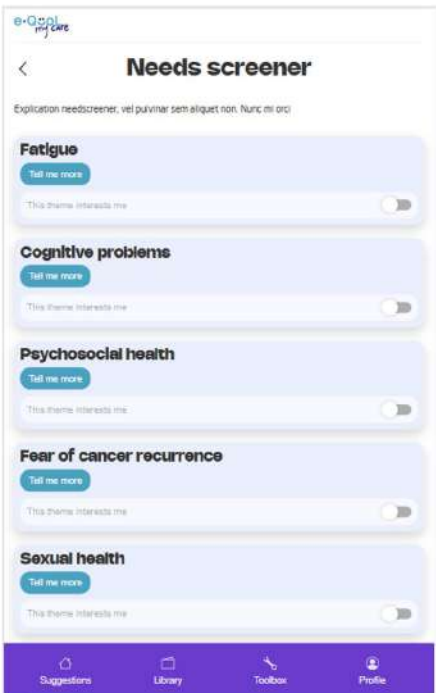 e-QuoL
my care
Needs screener
Explication needscreener, vel pulvinar sem aliquet non. Nunc mi orci
Fatigue
Tell me more
This theme interests me
Cognitive problems
Tell me more
This theme interests me
Psychosocial health
Tell me more
This theme interests me
Fear of cancer recurrence
Tell me more
This theme interests me
Sexual health
Tell me more
This theme interests me
Suggestions Library Toolbox Profile